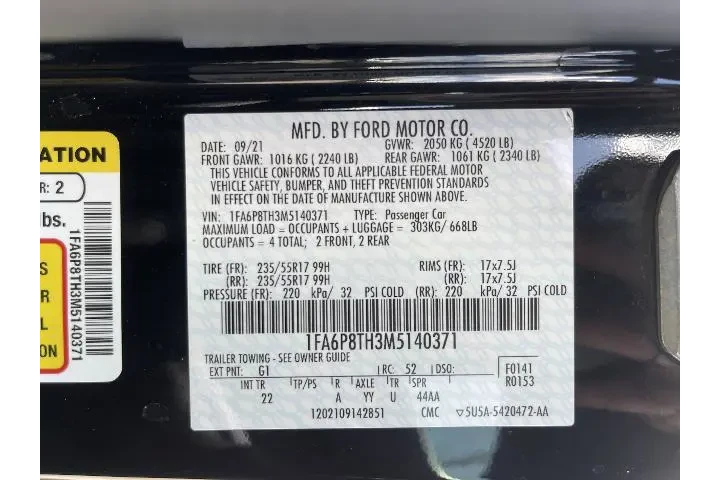 MFD. BY FORD MOTOR CO.
DATE: 09/21 GVWR: 2050 KG (4520 LB)
FRONT GAWR: 1016 KG (2240 LB) REAR GAWR: 1061 KG (2340 LB)
THIS VEHICLE CONFORMS TO ALL APPLICABLE FEDERAL MOTOR
VEHICLE SAFETY, BUMPER, AND THEFT PREVENTION STANDARDS
IN EFFECT ON THE DATE OF MANUFACTURE SHOWN ABOVE.
VIN: 1FA6P8TH3M5140371 TYPE: Passenger Car
MAXIMUM LOAD = OCCUPANTS + LUGGAGE = 303KG/ 668LB
OCCUPANTS = 4 TOTAL; 2 FRONT, 2 REAR
TIRE (FR): 235/55R17 99H RIMS (FR): 17x7.5J
(RR): 235/55R17 99H (RR): 17x7.5J
PRESSURE (FR): 220 kPa/ 32 PSI COLD (RR): 220 kPa/ 32 PSI COLD
1FA6P8TH3M5140371
TRAILER TOWING - SEE OWNER GUIDE
EXT PNT: G1 RC: 52 DSO: F0141
R0153
INT TR TP/PS R AXLE TR SPR
22 A YY U 44AA
1202109142851 CMC ▽5U5A-5420472-AA
ATION
R: 2
lbs.
S
ER
L
ION
1FA6P8TH3M5140371